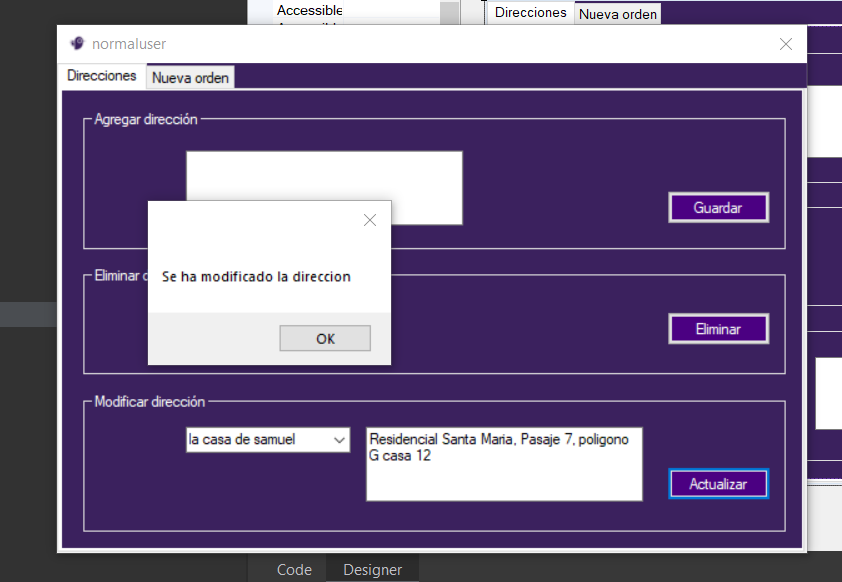 Accessible
Direcciones
Nueva orden
normaluser
Direcciones
Nueva orden
Agregar dirección
Guardar
Se ha modificado la direccion
OK
Eliminar
Eliminar
Modificar dirección
la casa de samuel
Residencial Santa Maria, Pasaje 7, poligono
G casa 12
Actualizar
Code
Designer